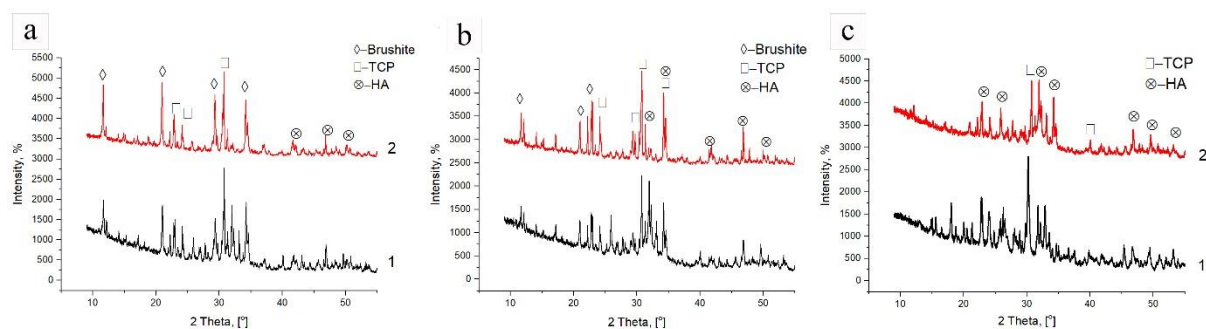 a
◊–Brushite
□–TCP
⊗–HA
Intensity, %
5500
5000
4500
4000
3500
3000
2500
2000
1500
1000
500
0
2
1
10 20 30 40 50
2 Theta, [°]
b
◊–Brushite
□–TCP
⊗–HA
Intensity, %
4500
4000
3500
3000
2500
2000
1500
1000
500
0
2
1
10 20 30 40 50
2 Theta, [°]
c
□–TCP
⊗–HA
Intensity, %
5000
4500
4000
3500
3000
2500
2000
1500
1000
500
0
2
1
10 20 30 40 50
2 Theta, [°]